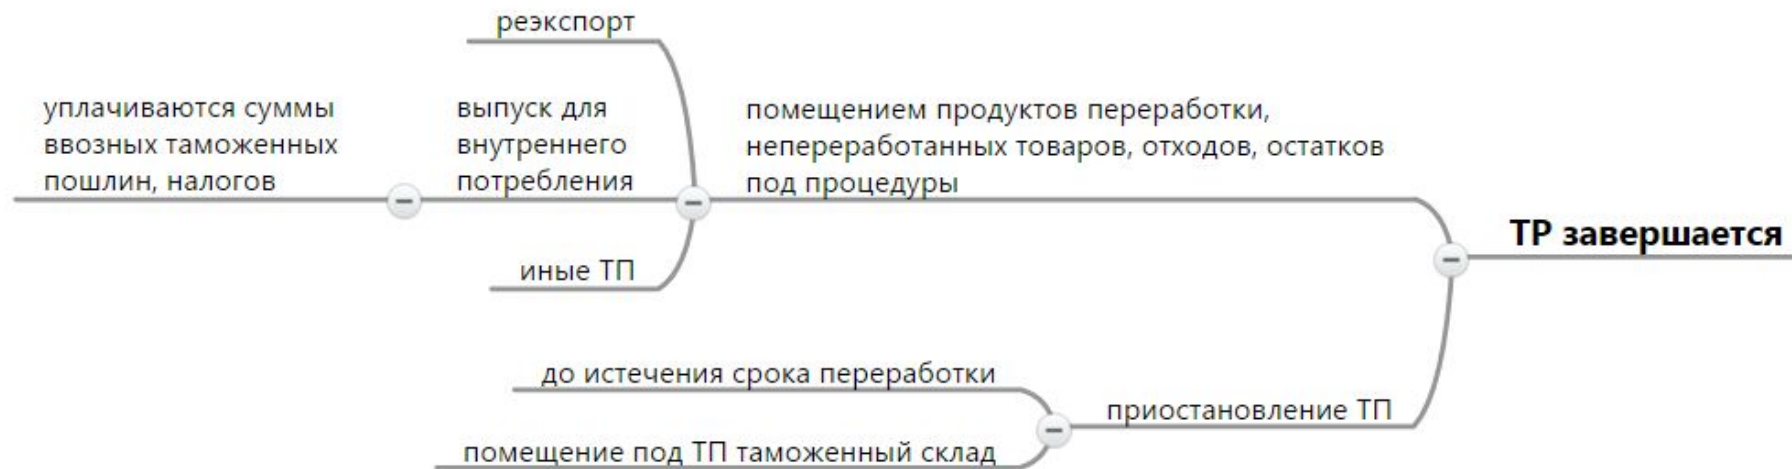 реэкспорт
уплачиваются суммы
ввозных таможенных
пошлин, налогов
выпуск для
внутреннего
потребления
помещением продуктов переработки,
непереработанных товаров, отходов, остатков
под процедуры
ТР завершается
иные ТП
до истечения срока переработки
приостановление ТП
помещение под ТП таможенный склад